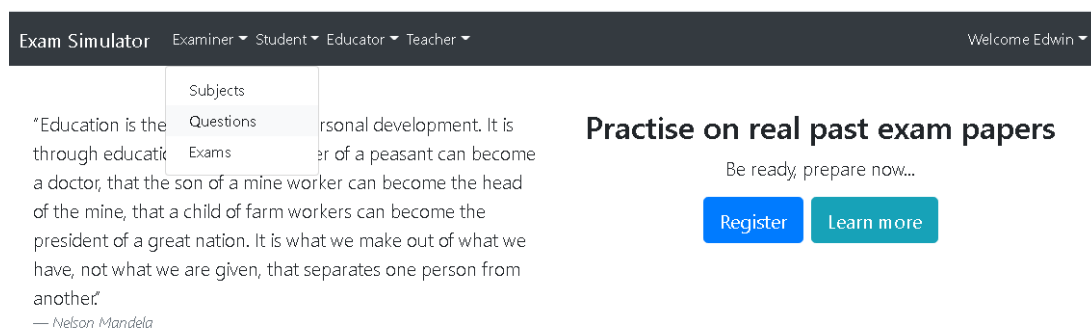 Exam Simulator Examiner Student Educator Teacher Welcome Edwin
Subjects
Questions
Exams
"Education is the rsonal development. It is
through educati er of a peasant can become
a doctor, that the son of a mine worker can become the head
of the mine, that a child of farm workers can become the
president of a great nation. It is what we make out of what we
have, not what we are given, that separates one person from
another."
— Nelson Mandela
Practise on real past exam papers
Be ready, prepare now...
Register Learn more